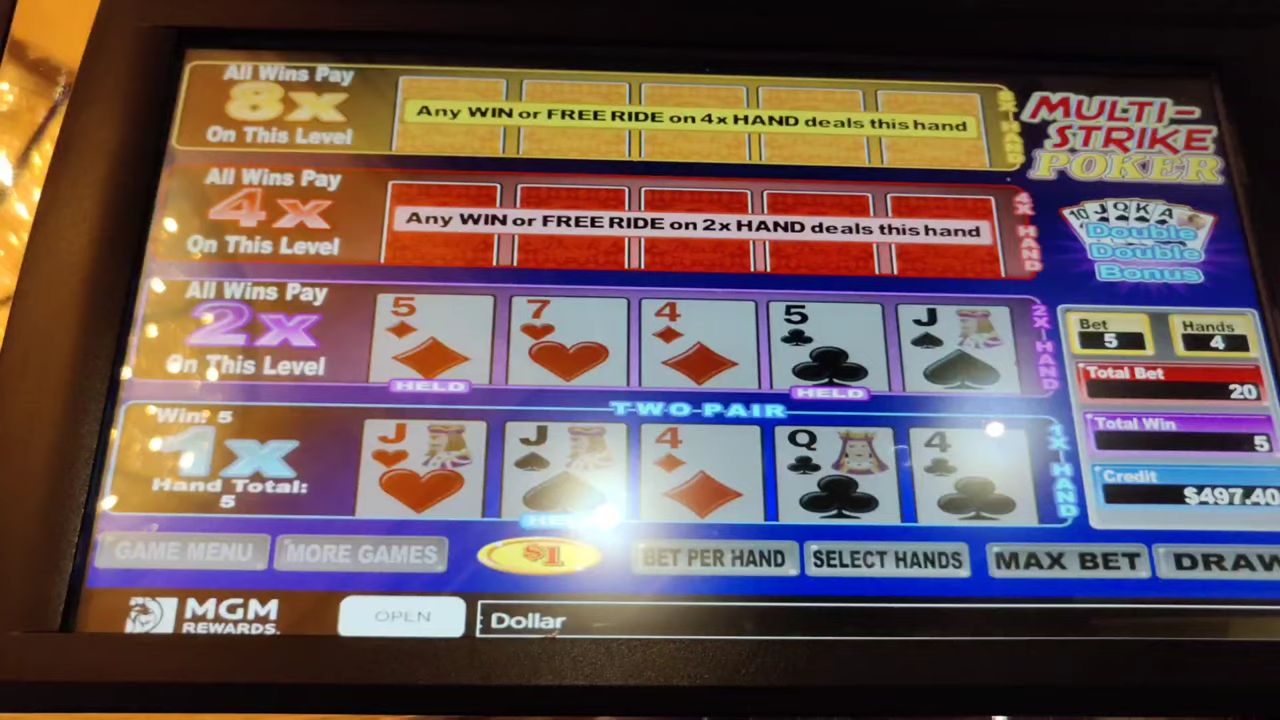 All Wins Pay
8x
On This Level
Any WIN or FREE RIDE on 4x HAND deals this hand
MULTI-
STRIKE
POKER
All Wins Pay
4x
On This Level
Any WIN or FREE RIDE on 2x HAND deals this hand
4X HAND
10 J Q K A
Double
Double
Bonus
All Wins Pay
2x
On This Level
5
7
4
5
J
2X-HAND
HELD
HELD
Bet
5
Hands
4
Total Bet
20
Total Win
5
Credit
$497.40
TWO PAIR
Win: 5
1x
Hand Total:
5
J
J
4
Q
4
1X-HAND
GAME MENU
MORE GAMES
$1
BET PER HAND
SELECT HANDS
MAX BET
DRAW
MGM
REWARDS.
OPEN
Dollar